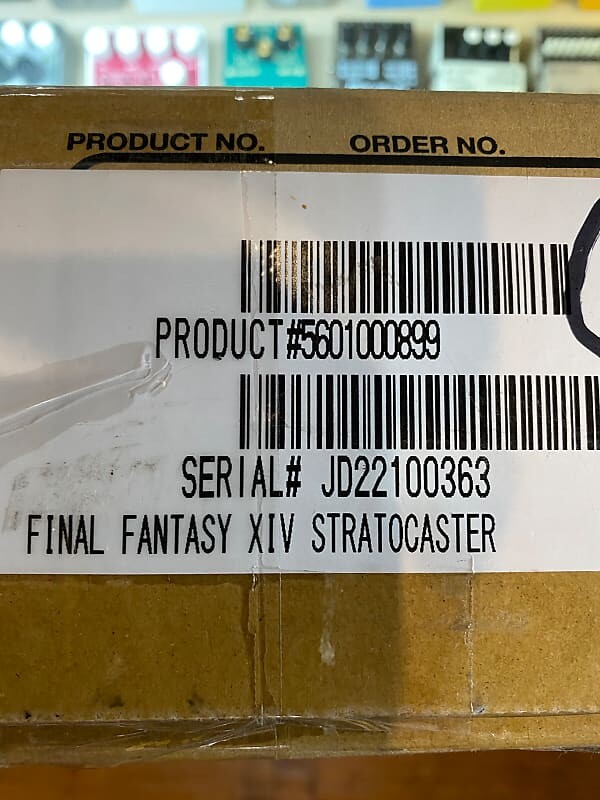 PRODUCT NO. ORDER NO.
PRODUCT#5601000899
SERIAL# JD22100363
FINAL FANTASY XIV STRATOCASTER